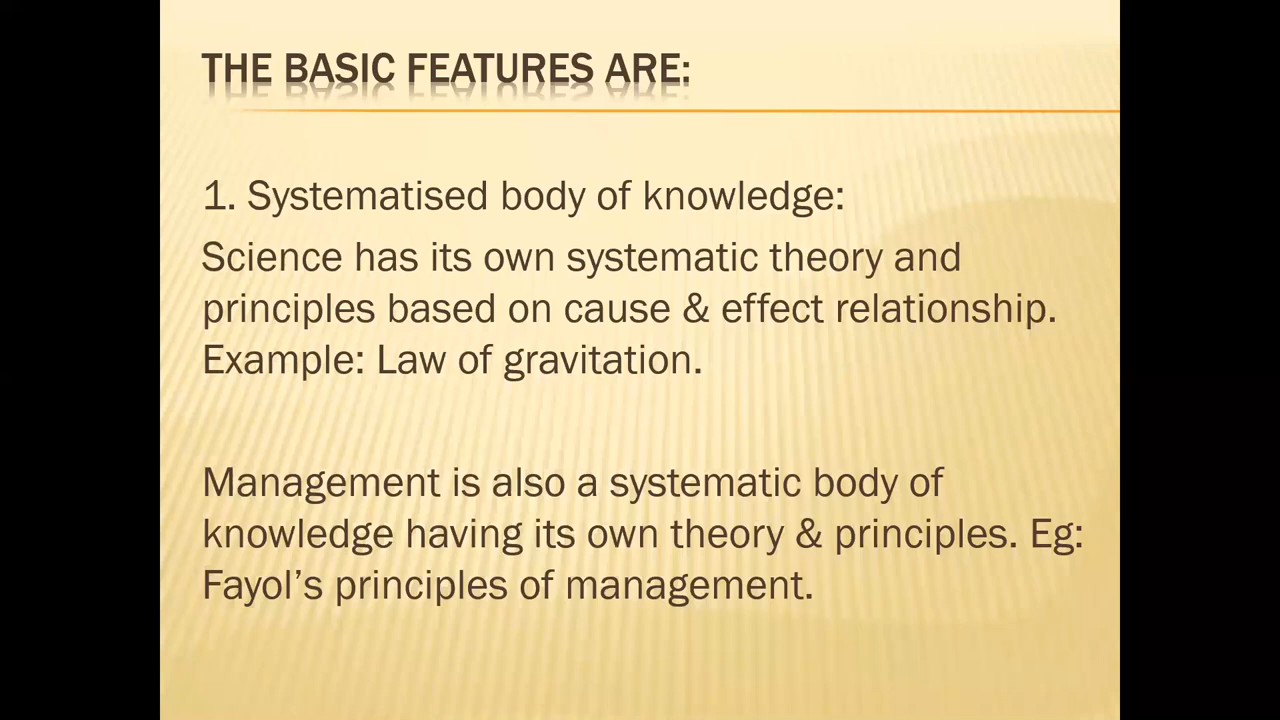 THE BASIC FEATURES ARE:
1. Systematised body of knowledge:
Science has its own systematic theory and
principles based on cause & effect relationship.
Example: Law of gravitation.
Management is also a systematic body of
knowledge having its own theory & principles. Eg:
Fayol’s principles of management.